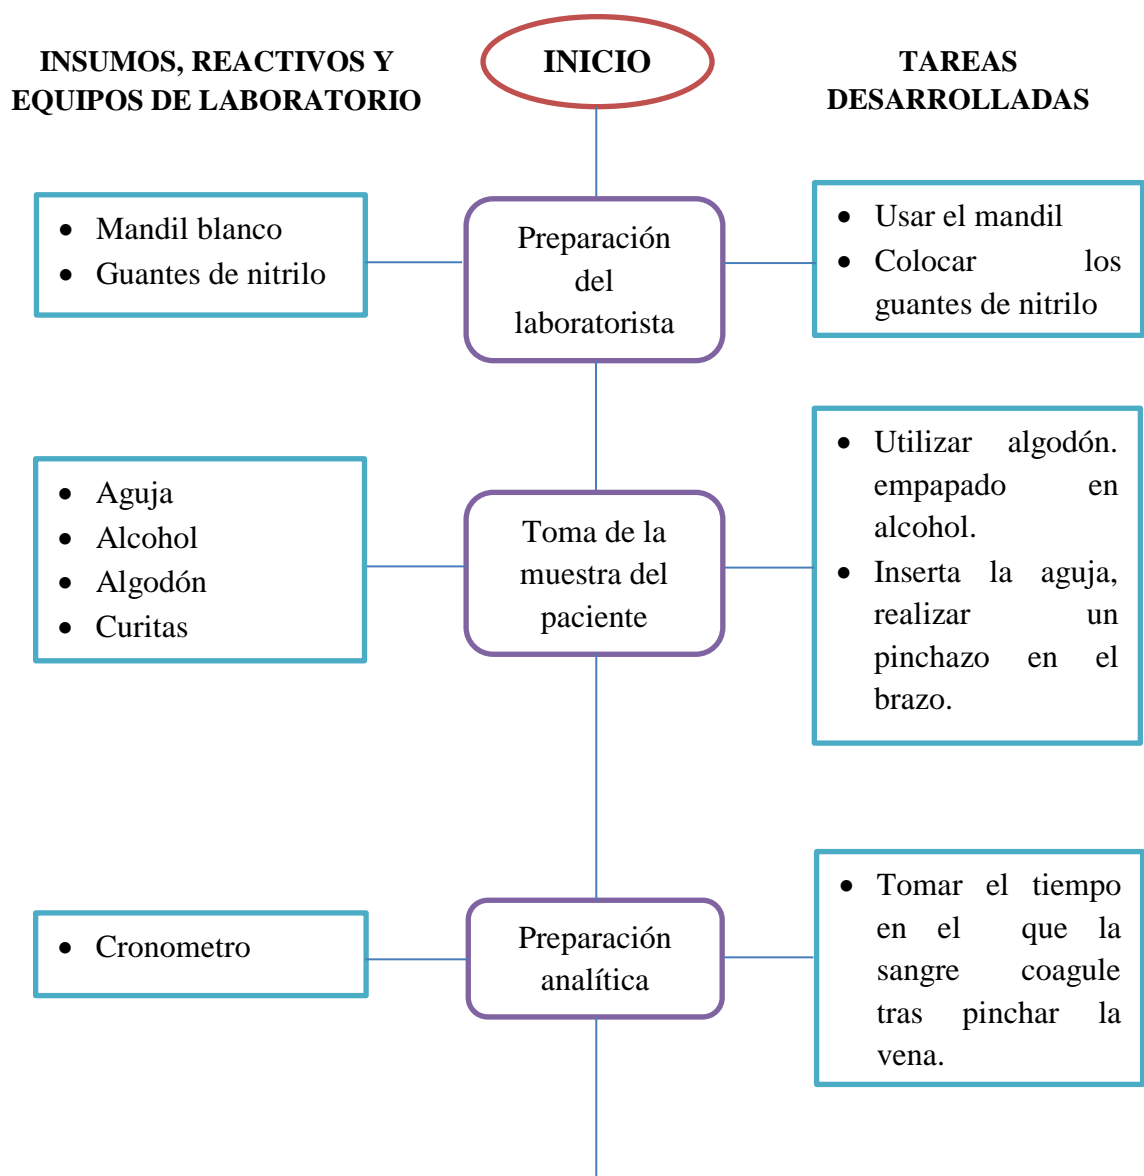 INSUMOS, REACTIVOS Y
EQUIPOS DE LABORATORIO
INICIO
TAREAS
DESARROLLADAS
• Mandil blanco
• Guantes de nitrilo
Preparación
del
laboratorista
• Usar el mandil
• Colocar los
guantes de nitrilo
• Aguja
• Alcohol
• Algodón
• Curitas
Toma de la
muestra del
paciente
• Utilizar algodón.
empapado en
alcohol.
• Inserta la aguja,
realizar un
pinchazo en el
brazo.
• Cronometro
Preparación
analítica
• Tomar el tiempo
en el que la
sangre coagule
tras pinchar la
vena.